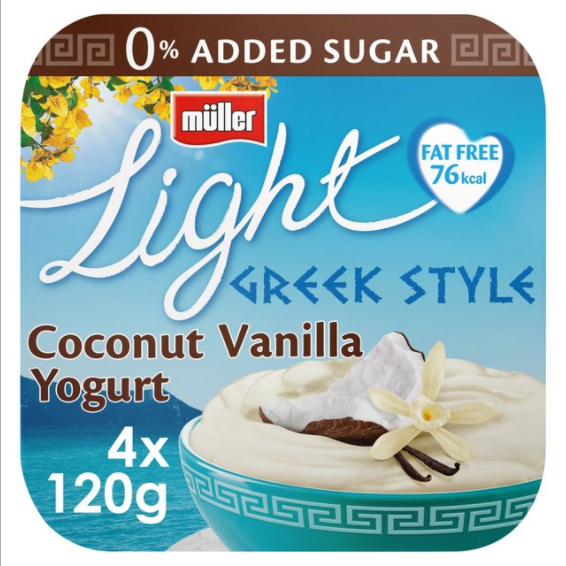 0% ADDED SUGAR
müller
Light
FAT FREE
76kcal
GREEK STYLE
Coconut Vanilla
Yogurt
4x
120g